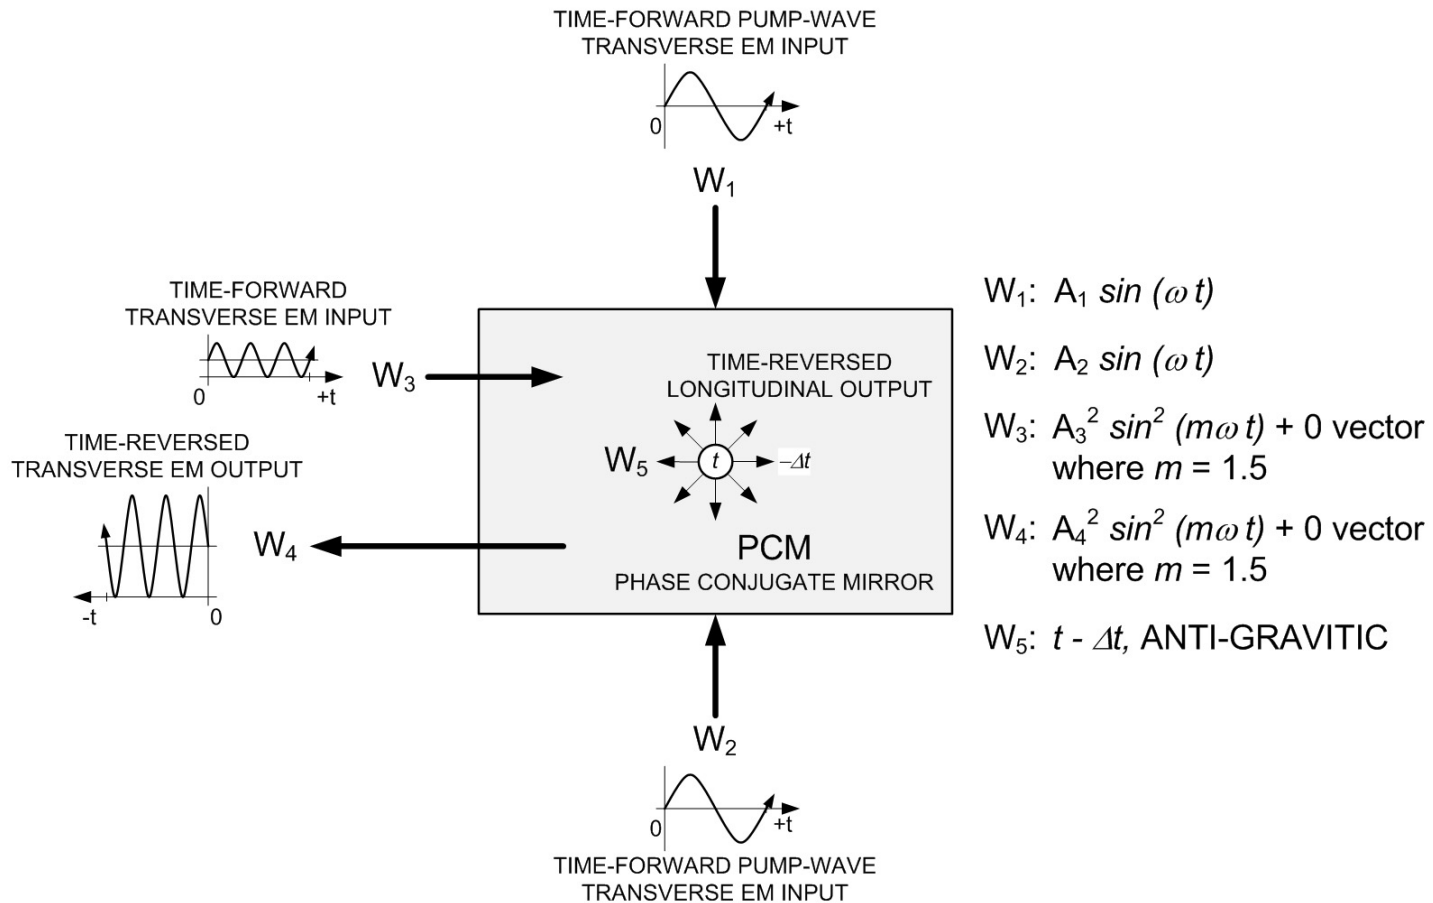 TIME-FORWARD PUMP-WAVE
TRANSVERSE EM INPUT
0
+t
W₁
TIME-FORWARD
TRANSVERSE EM INPUT
0
+t
W₃
TIME-REVERSED
TRANSVERSE EM OUTPUT
-t
0
W₄
TIME-REVERSED
LONGITUDINAL OUTPUT
W₅
t
−Δt
PCM
PHASE CONJUGATE MIRROR
W₂
0
+t
TIME-FORWARD PUMP-WAVE
TRANSVERSE EM INPUT
W₁: A₁ sin (ω t)
W₂: A₂ sin (ω t)
W₃: A₃² sin² (mω t) + 0 vector
where m = 1.5
W₄: A₄² sin² (mω t) + 0 vector
where m = 1.5
W₅: t - Δt, ANTI-GRAVITIC